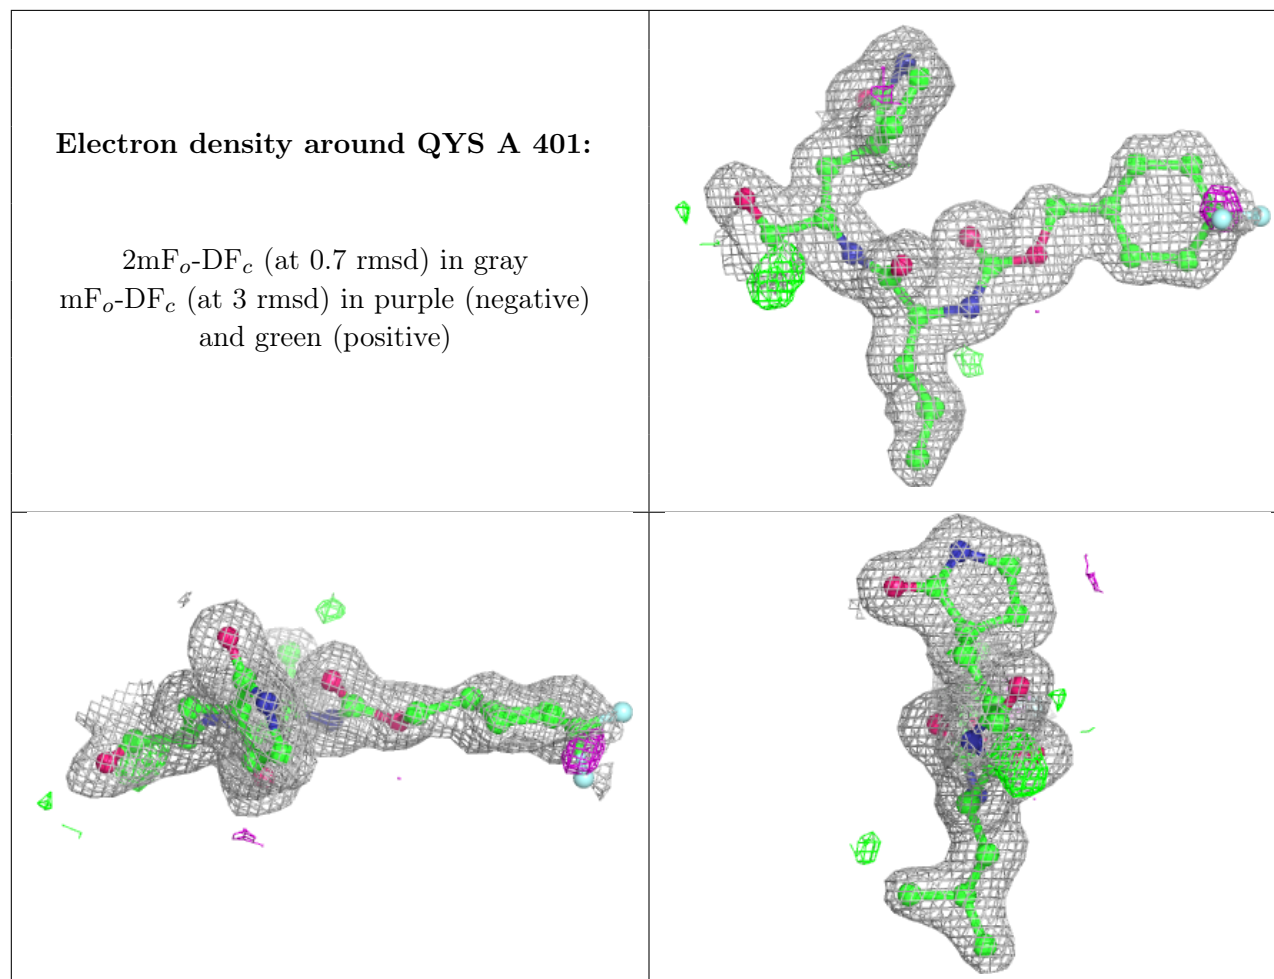 Electron density around QYS A 401:
2mFo-DFc (at 0.7 rmsd) in gray
mFo-DFc (at 3 rmsd) in purple (negative)
and green (positive)